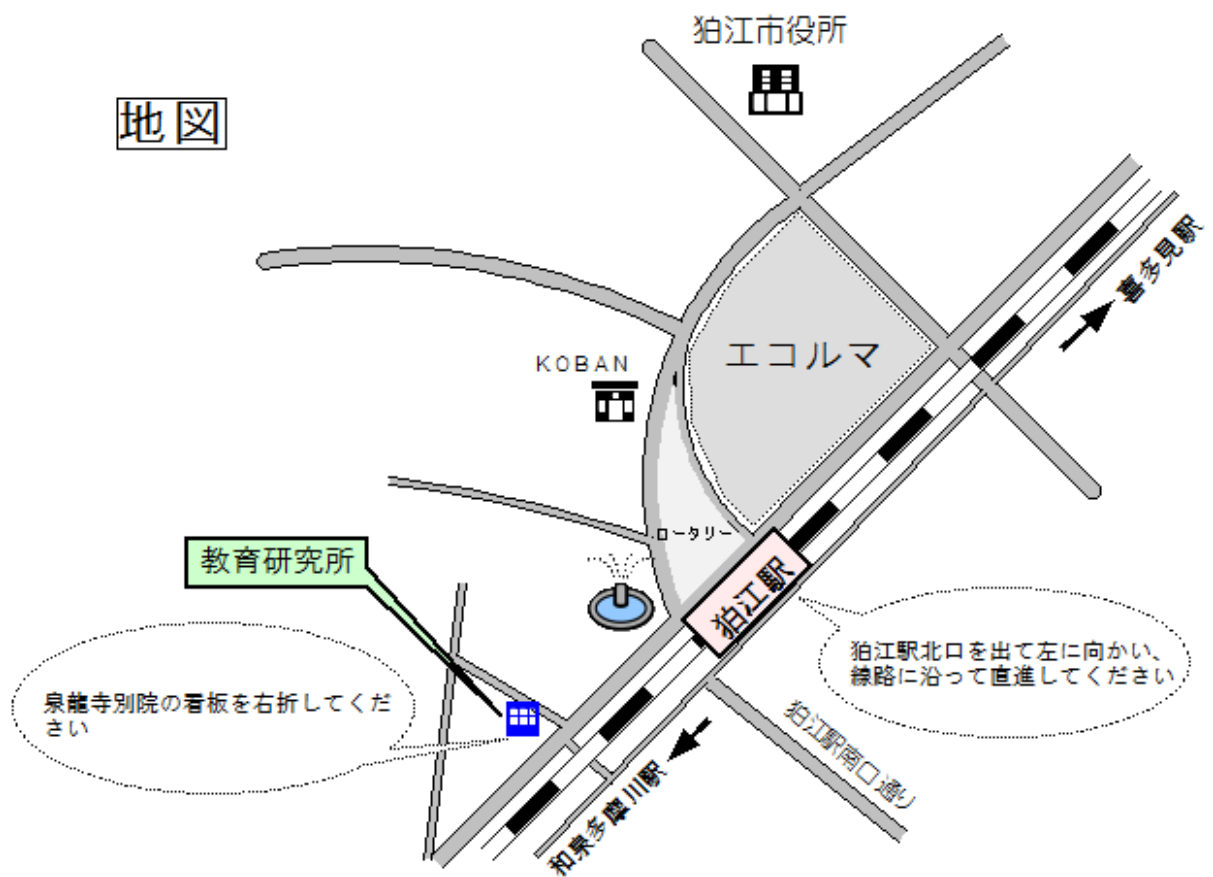 狛江市役所
地図
喜多見駅
エコルマ
KOBAN
ロータリー
教育研究所
狛江駅
狛江駅北口を出て左に向かい、
線路に沿って直進してください
泉龍寺別院の看板を右折してくだ
さい
狛江駅南口通り
和泉多摩川駅